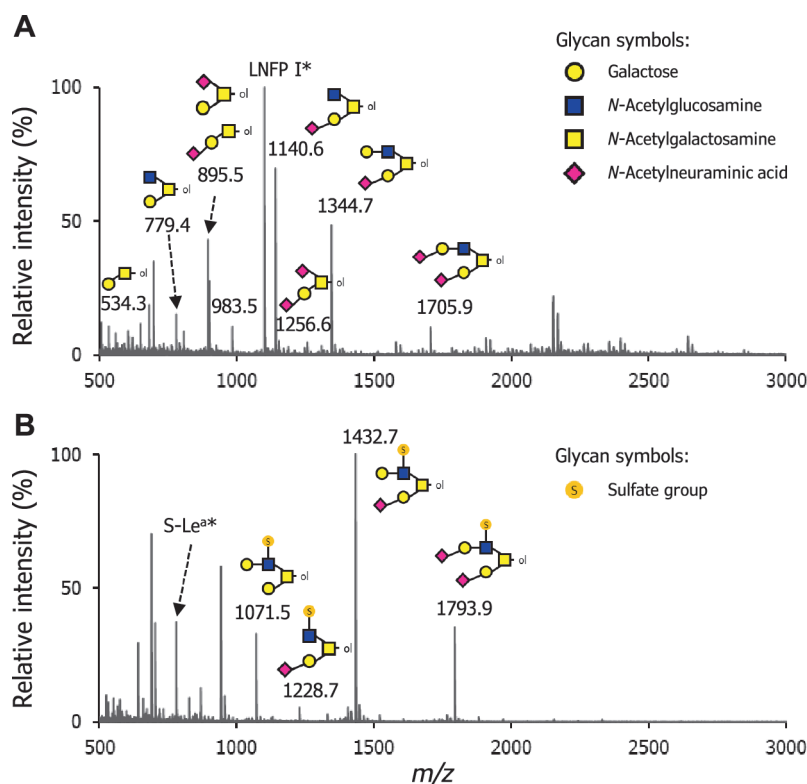 A
Glycan symbols:
Galactose
N-Acetylglucosamine
N-Acetylgalactosamine
N-Acetylneuraminic acid
Relative intensity (%)
100
50
0
LNFP I*
ol
ol
ol
ol
ol
ol
ol
ol
534.3
779.4
895.5
983.5
1140.6
1256.6
1344.7
1705.9
500 1000 1500 2000 2500 3000
B
Glycan symbols:
S Sulfate group
Relative intensity (%)
100
50
0
S-Leᵃ*
S
ol
1071.5
S
ol
1228.7
1432.7
S
ol
S
ol
1793.9
500 1000 1500 2000 2500 3000
m/z